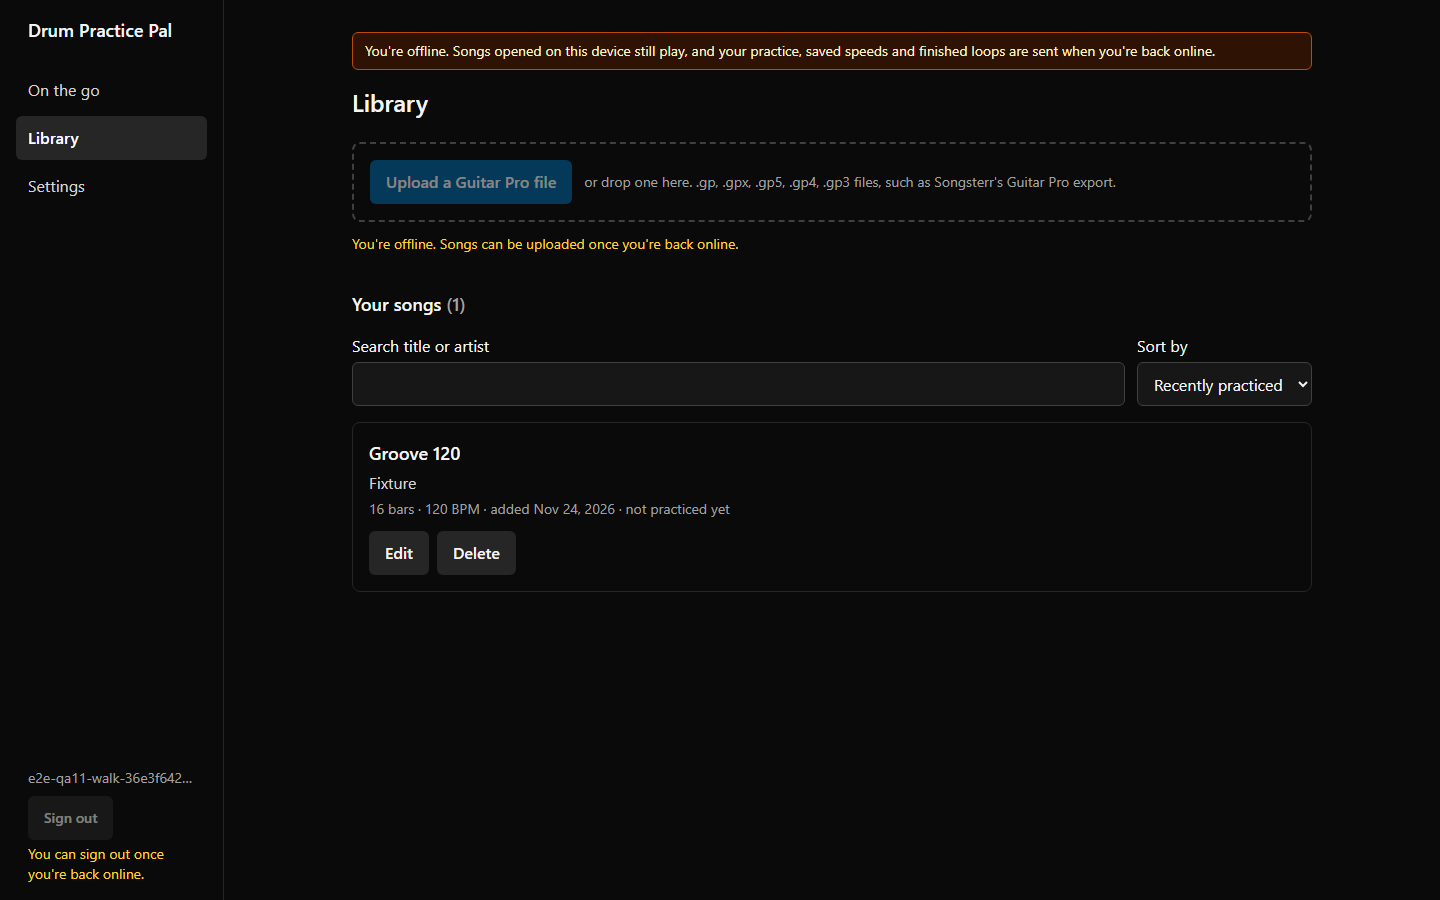 Drum Practice Pal
On the go
Library
Settings
e2e-qa11-walk-36e3f642...
Sign out
You can sign out once
you're back online.
You're offline. Songs opened on this device still play, and your practice, saved speeds and finished loops are sent when you're back online.
Library
Upload a Guitar Pro file
or drop one here. .gp, .gpx, .gp5, .gp4, .gp3 files, such as Songsterr's Guitar Pro export.
You're offline. Songs can be uploaded once you're back online.
Your songs (1)
Search title or artist
Sort by
Recently practiced
Groove 120
Fixture
16 bars · 120 BPM · added Nov 24, 2026 · not practiced yet
Edit
Delete